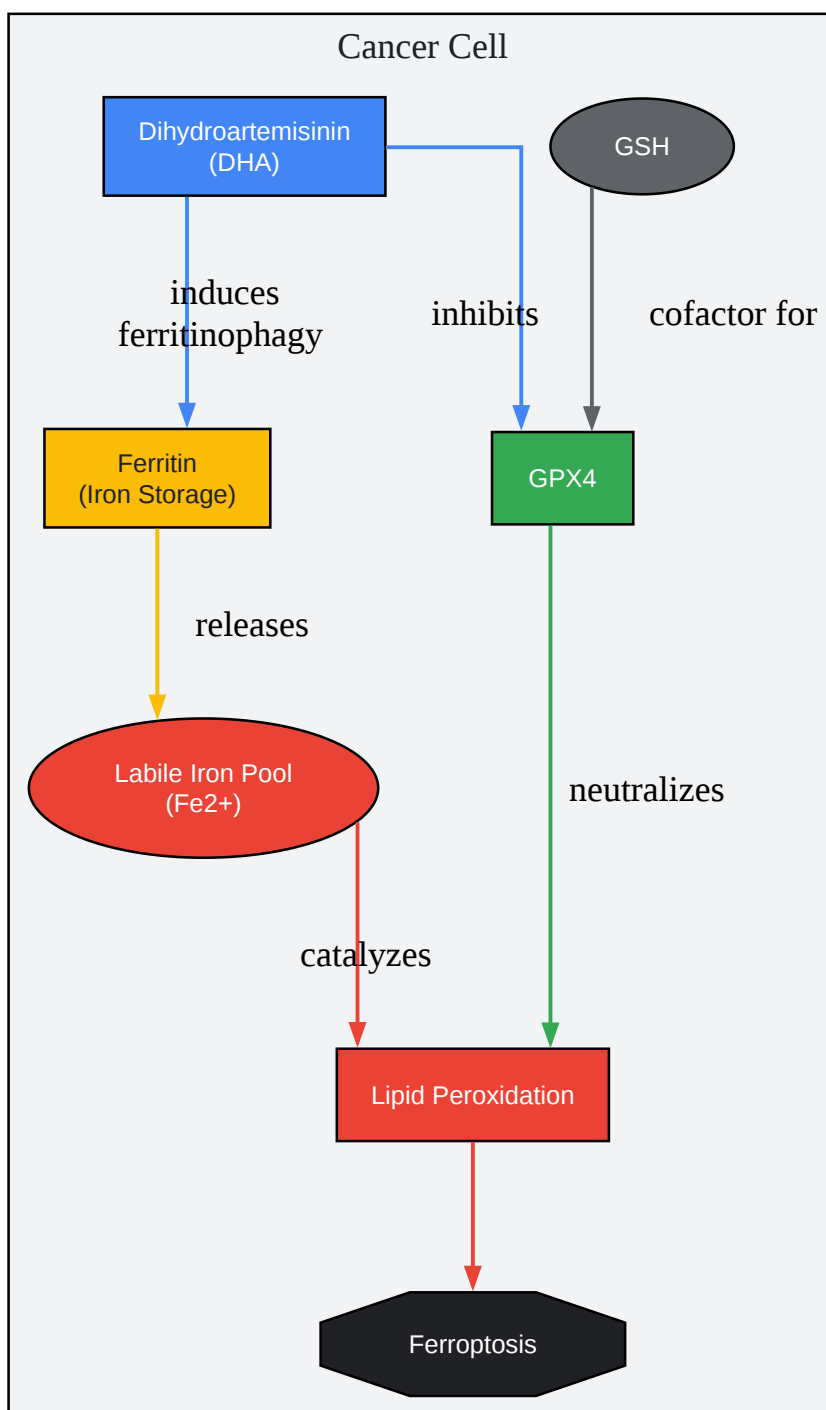 Cancer Cell
Dihydroartemisinin
(DHA)
GSH
induces
ferritinophagy
inhibits
cofactor for
Ferritin
(Iron Storage)
GPX4
releases
Labile Iron Pool
(Fe2+)
neutralizes
catalyzes
Lipid Peroxidation
Ferroptosis